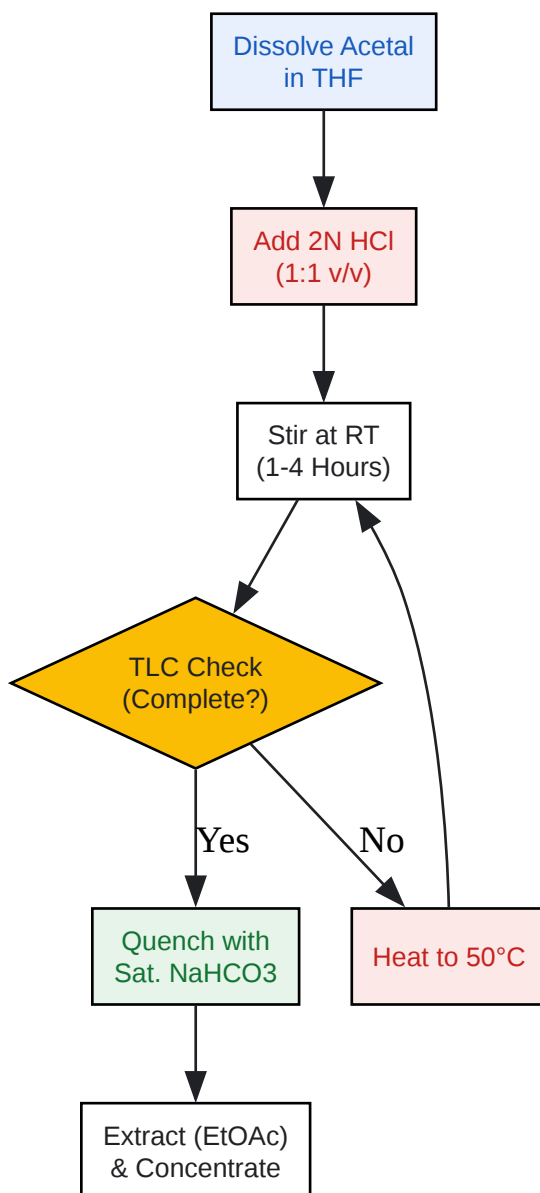 Dissolve Acetal
in THF
Add 2N HCl
(1:1 v/v)
Stir at RT
(1-4 Hours)
TLC Check
(Complete?)
Yes
No
Quench with
Sat. NaHCO3
Heat to 50°C
Extract (EtOAc)
& Concentrate